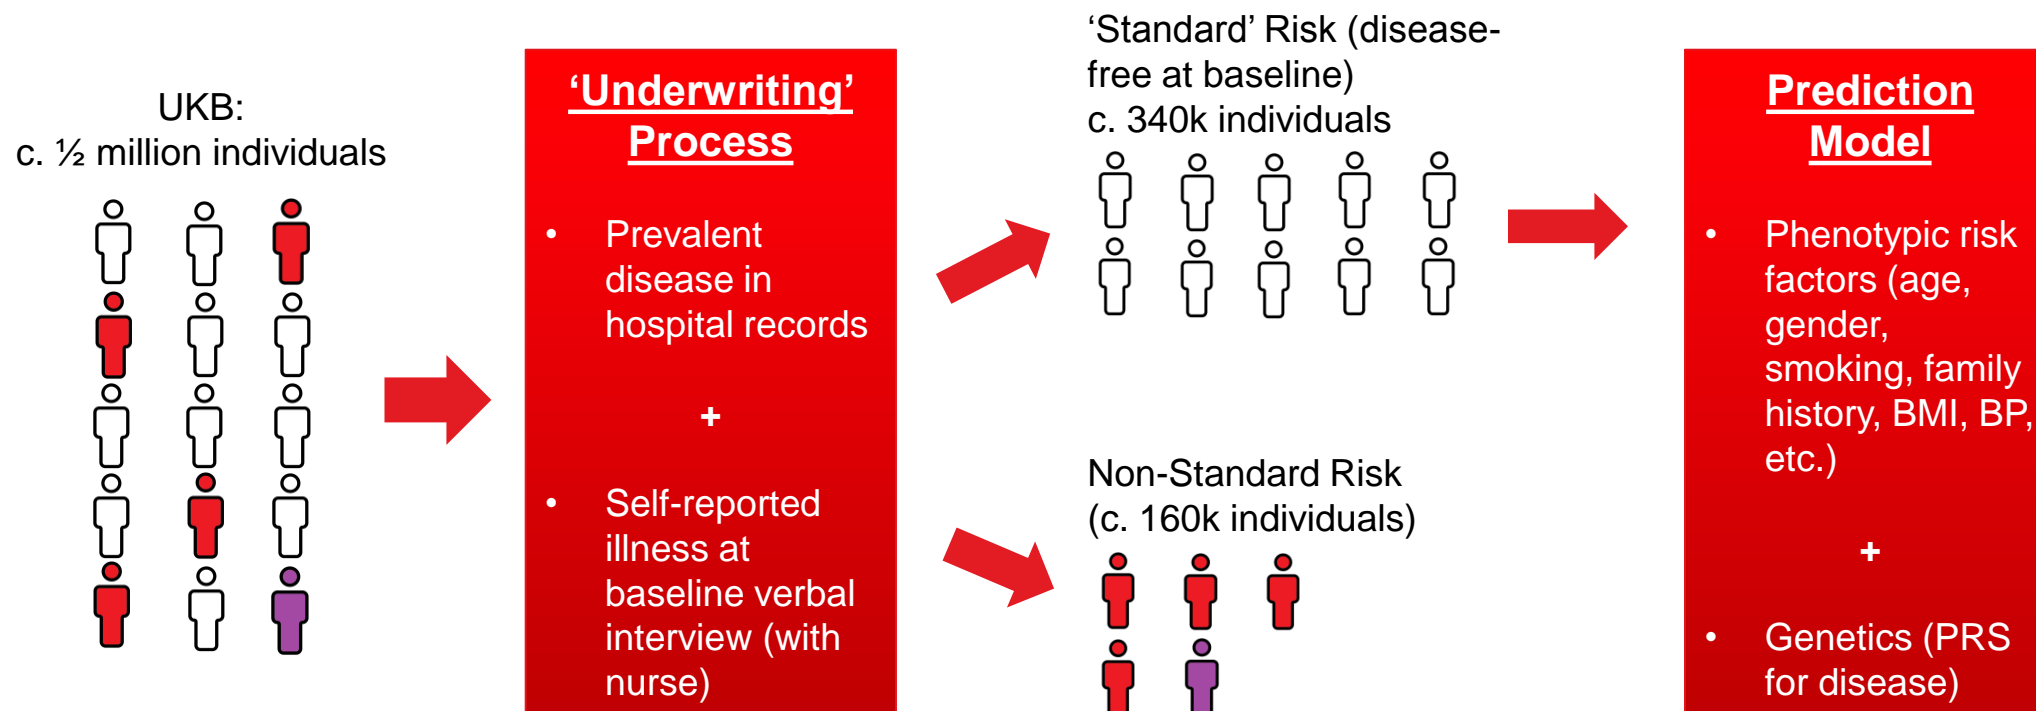 UKB:
c. ½ million individuals
‘Underwriting’
Process
• Prevalent
disease in
hospital records
+
• Self-reported
illness at
baseline verbal
interview (with
nurse)
‘Standard’ Risk (disease-
free at baseline)
c. 340k individuals
Non-Standard Risk
(c. 160k individuals)
Prediction
Model
• Phenotypic risk
factors (age,
gender,
smoking, family
history, BMI, BP,
etc.)
+
• Genetics (PRS
for disease)